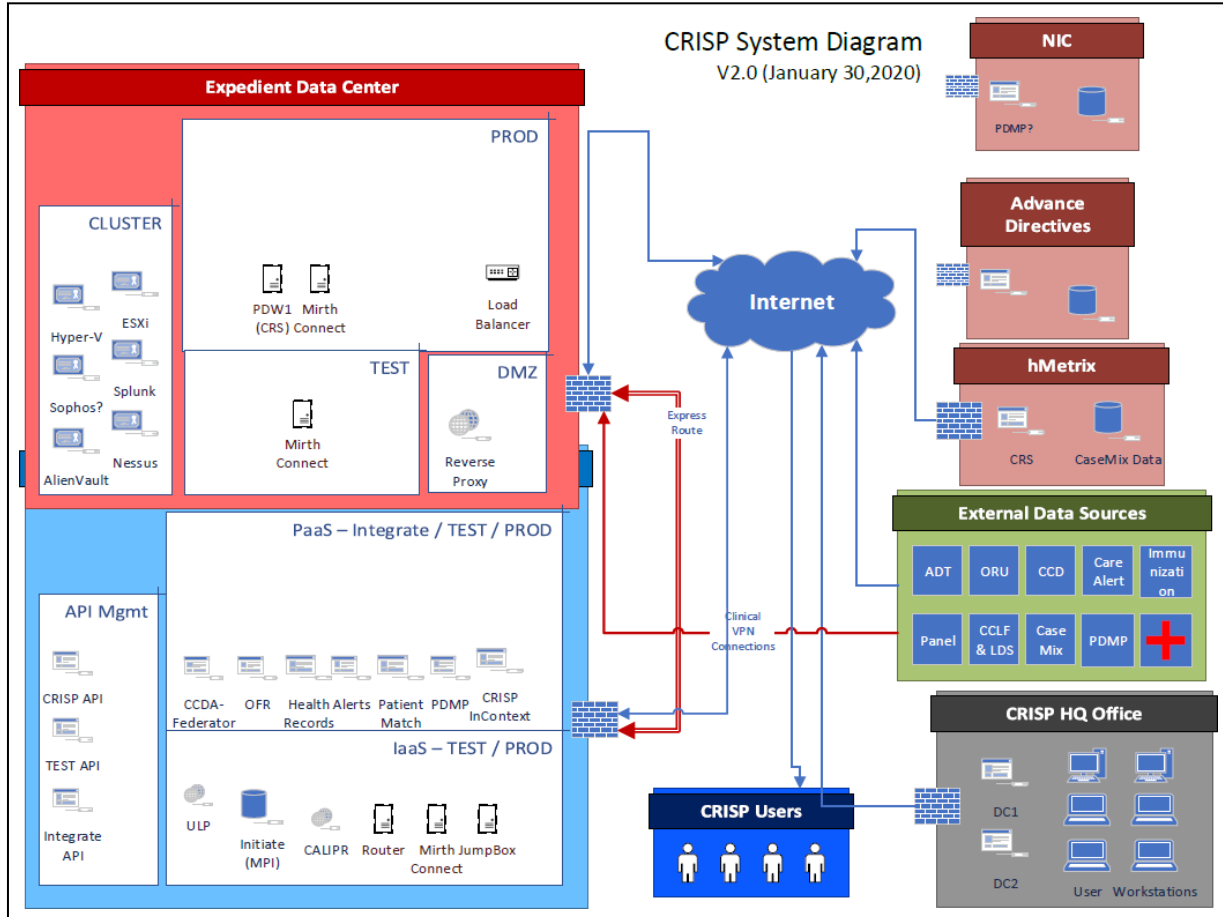 CRISP System Diagram
V2.0 (January 30,2020)
Expedient Data Center
PROD
PDW1
(CRS)
Mirth
Connect
Load
Balancer
CLUSTER
Hyper-V
ESXi
Sophos?
Splunk
AlienVault
Nessus
TEST
Mirth
Connect
DMZ
Reverse
Proxy
PaaS – Integrate / TEST / PROD
CCDA-
Federator
OFR
Health
Records
Alerts
Patient
Match
PDMP
CRISP
InContext
API Mgmt
CRISP API
TEST API
Integrate
API
IaaS – TEST / PROD
ULP
Initiate
(MPI)
CALIPR
Router
Mirth
Connect
JumpBox
Internet
Express
Route
Clinical
VPN
Connections
CRISP Users
NIC
PDMP?
Advance
Directives
hMetrix
CRS
CaseMix Data
External Data Sources
ADT
ORU
CCD
Care
Alert
Immu
nizati
on
Panel
CCLF
& LDS
Case
Mix
PDMP
CRISP HQ Office
DC1
DC2
User Workstations